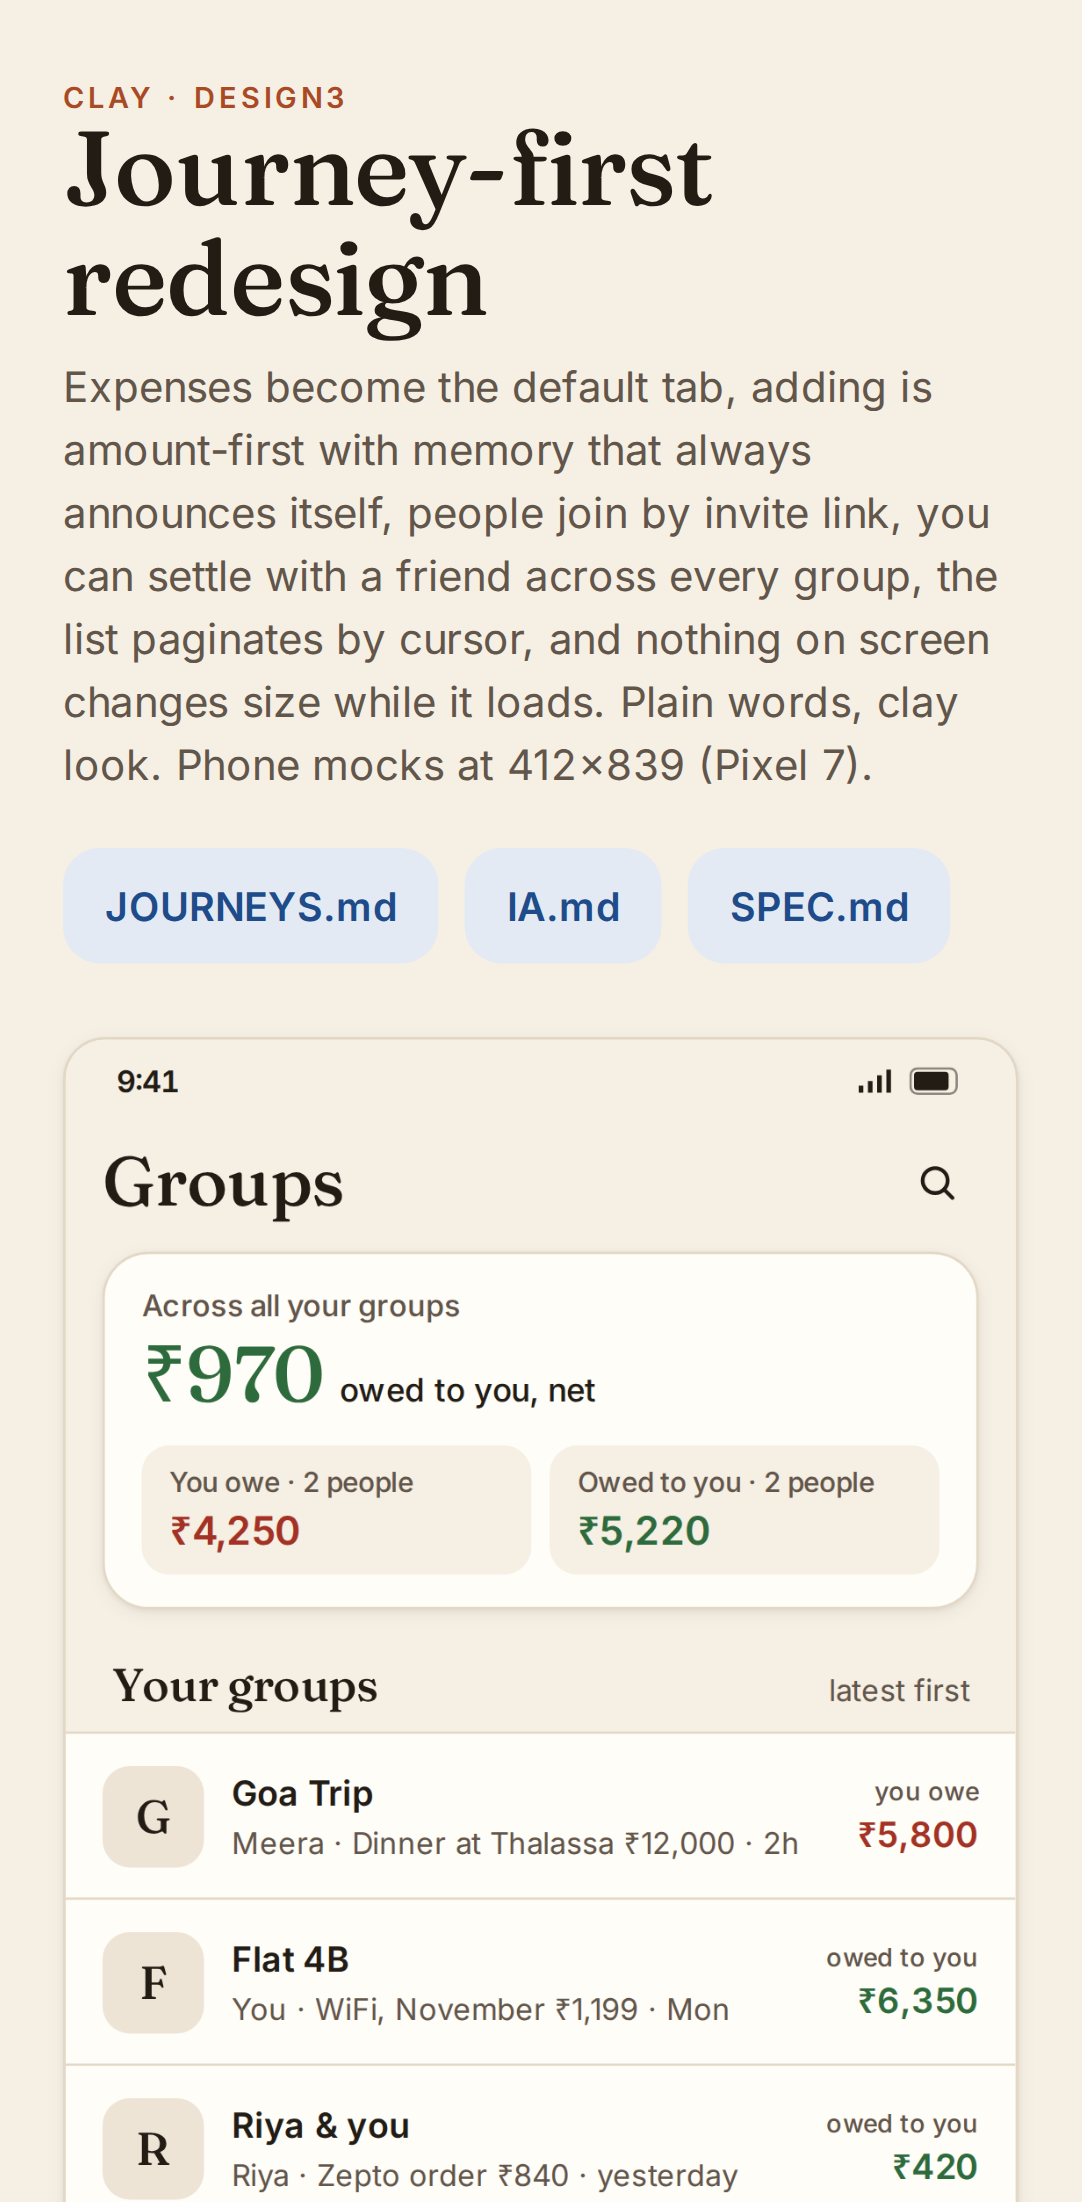 CLAY · DESIGN3
Journey-first
redesign
Expenses become the default tab, adding is
amount-first with memory that always
announces itself, people join by invite link, you
can settle with a friend across every group, the
list paginates by cursor, and nothing on screen
changes size while it loads. Plain words, clay
look. Phone mocks at 412×839 (Pixel 7).
JOURNEYS.md IA.md SPEC.md
9:41
Groups
Across all your groups
₹970 owed to you, net
You owe · 2 people Owed to you · 2 people
₹4,250 ₹5,220
Your groups latest first
G Goa Trip you owe
Meera · Dinner at Thalassa ₹12,000 · 2h ₹5,800
F Flat 4B owed to you
You · WiFi, November ₹1,199 · Mon ₹6,350
R Riya & you owed to you
Riya · Zepto order ₹840 · yesterday ₹420